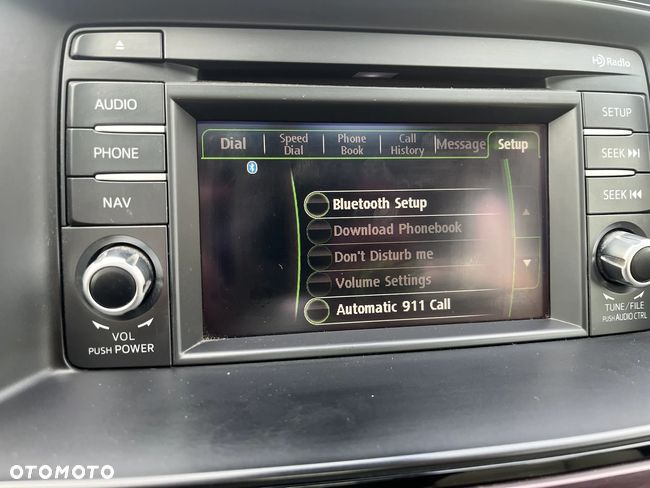 HD Radio
AUDIO
PHONE
NAV
VOL
PUSH POWER
Dial
Speed
Dial
Phone
Book
Call
History
Message
Setup
Bluetooth Setup
Download Phonebook
Don't Disturb me
Volume Settings
Automatic 911 Call
SETUP
SEEK
SEEK
TUNE/FILE
PUSH AUDIO CTRL
OTOMOTO